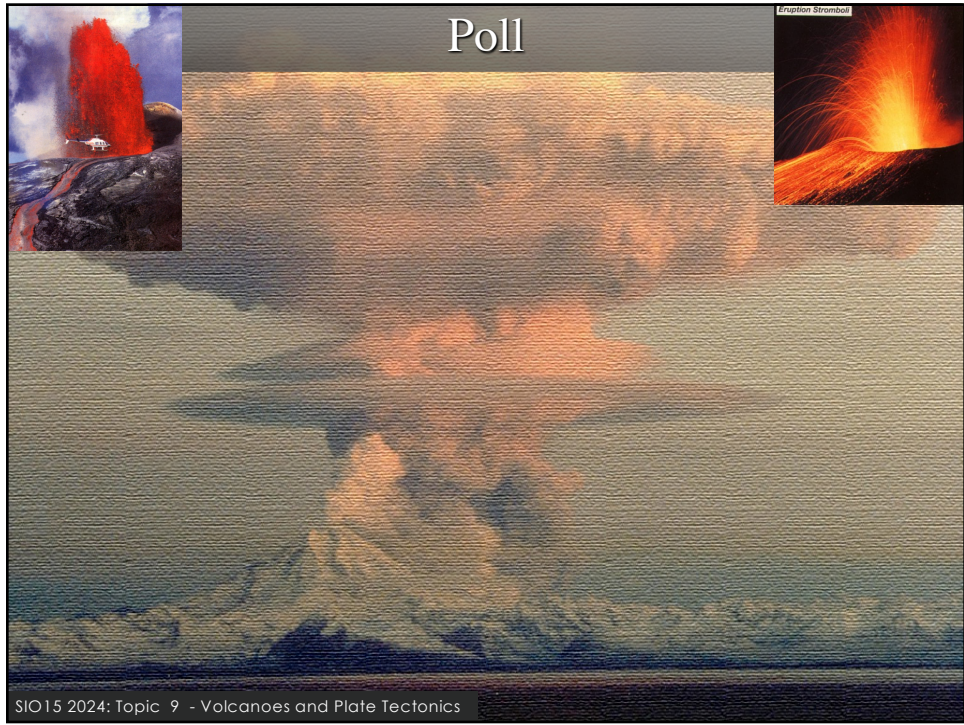 Poll
Eruption Stromboli
SIO15 2024: Topic 9 - Volcanoes and Plate Tectonics